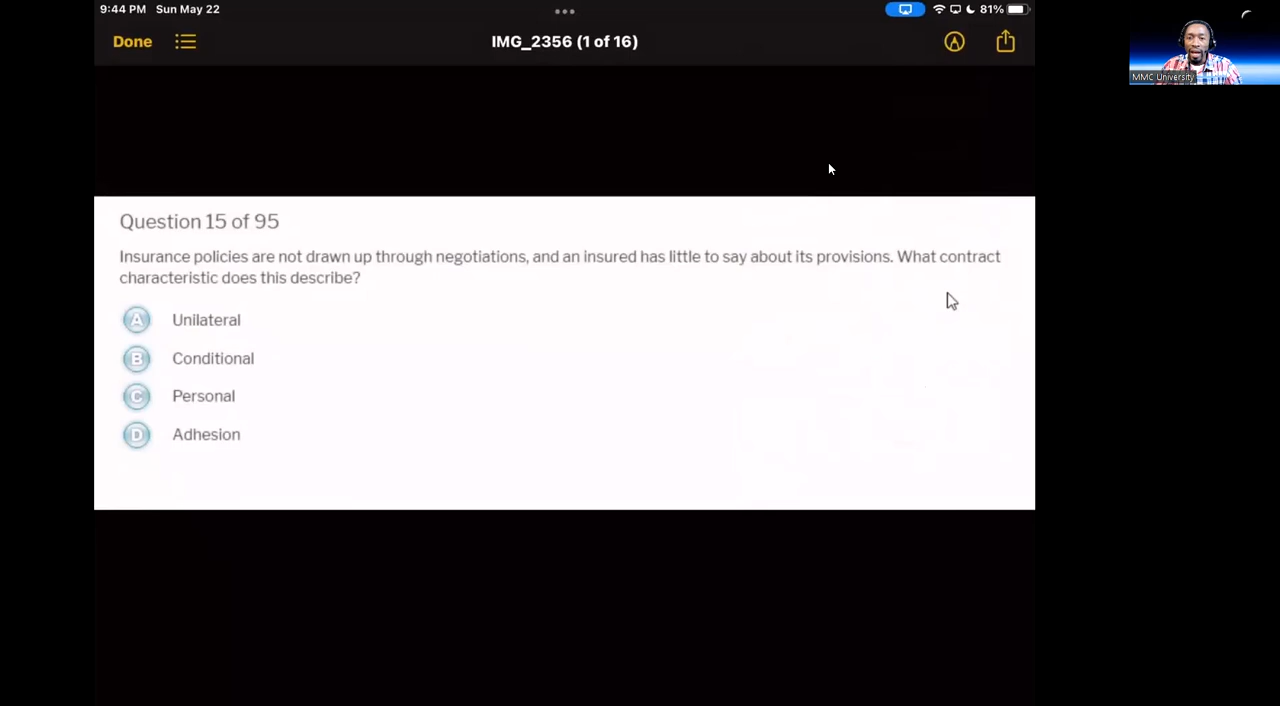 9:44 PM Sun May 22
81%
Done
IMG_2356 (1 of 16)
MMC University
Question 15 of 95
Insurance policies are not drawn up through negotiations, and an insured has little to say about its provisions. What contract
characteristic does this describe?
A Unilateral
B Conditional
C Personal
D Adhesion